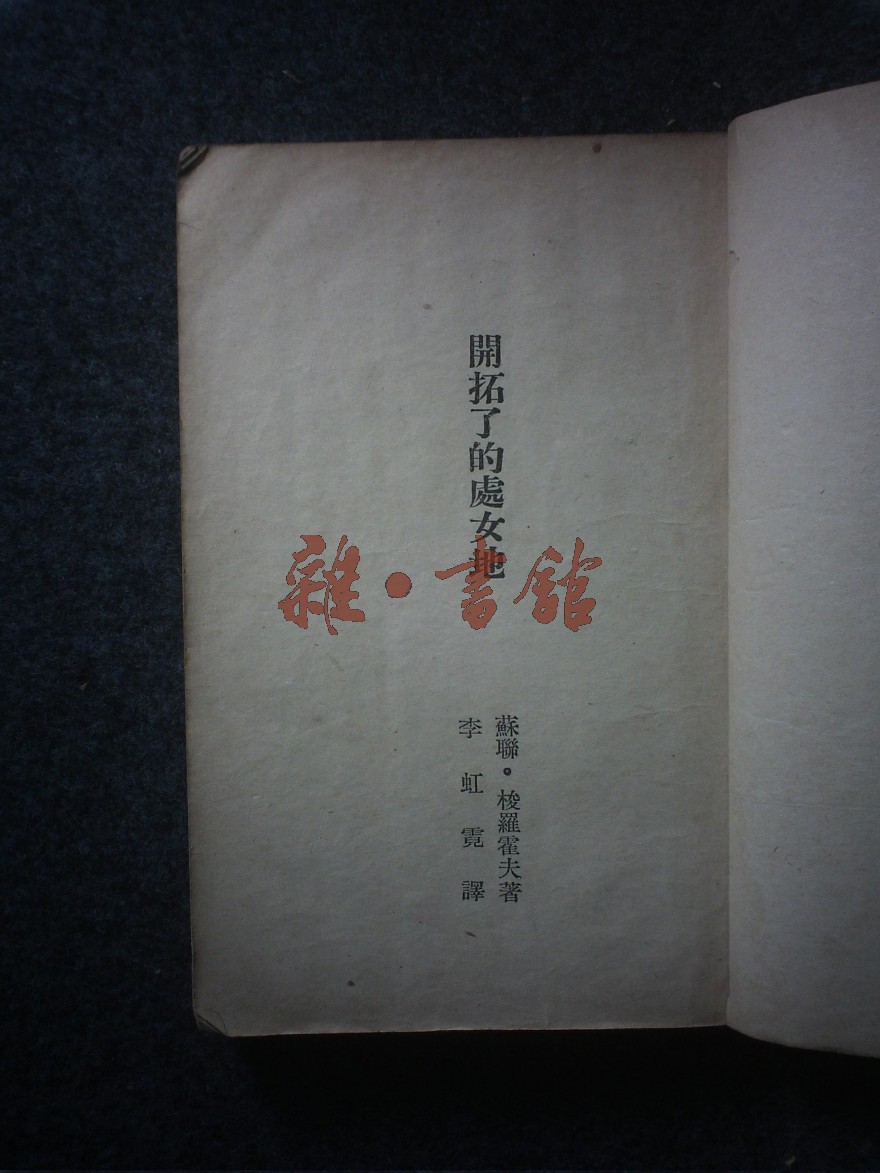 開拓了的處女地
蘇聯•梭羅霍夫著
李虹霓譯
雜•書館